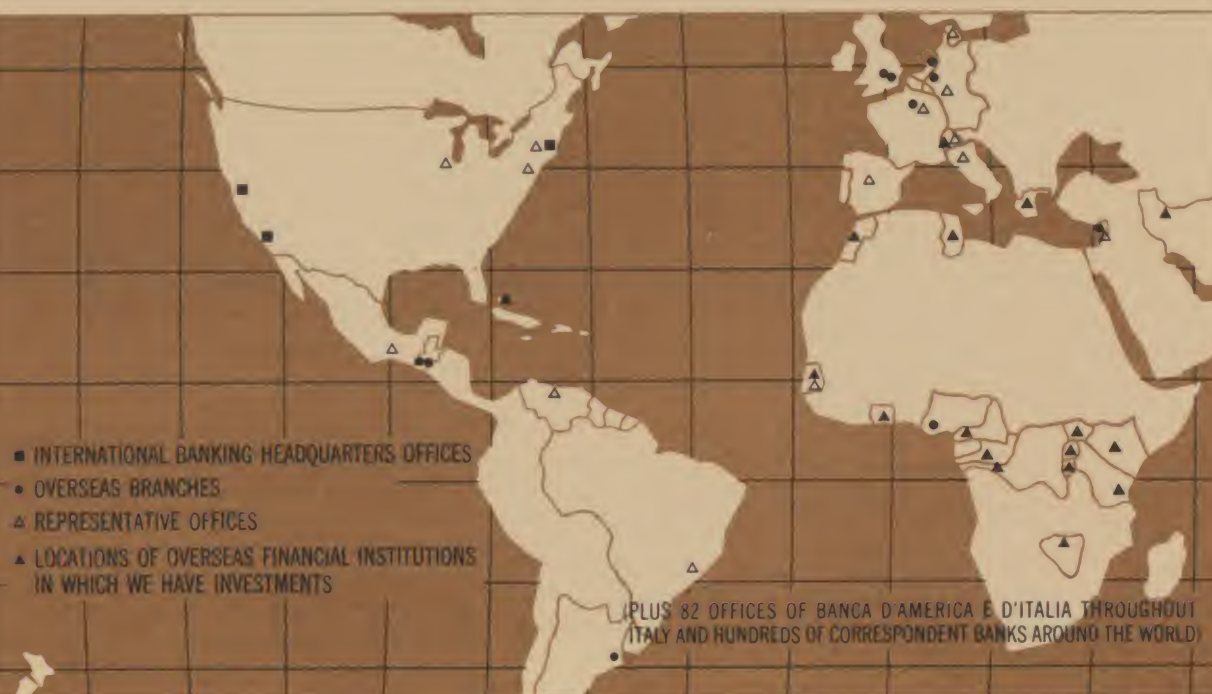 INTERNATIONAL BANKING HEADQUARTERS OFFICES
OVERSEAS BRANCHES
REPRESENTATIVE OFFICES
LOCATIONS OF OVERSEAS FINANCIAL INSTITUTIONS
IN WHICH WE HAVE INVESTMENTS
(PLUS 82 OFFICES OF BANCA D'AMERICA E D'ITALIA THROUGHOUT
ITALY AND HUNDREDS OF CORRESPONDENT BANKS AROUND THE WORLD)